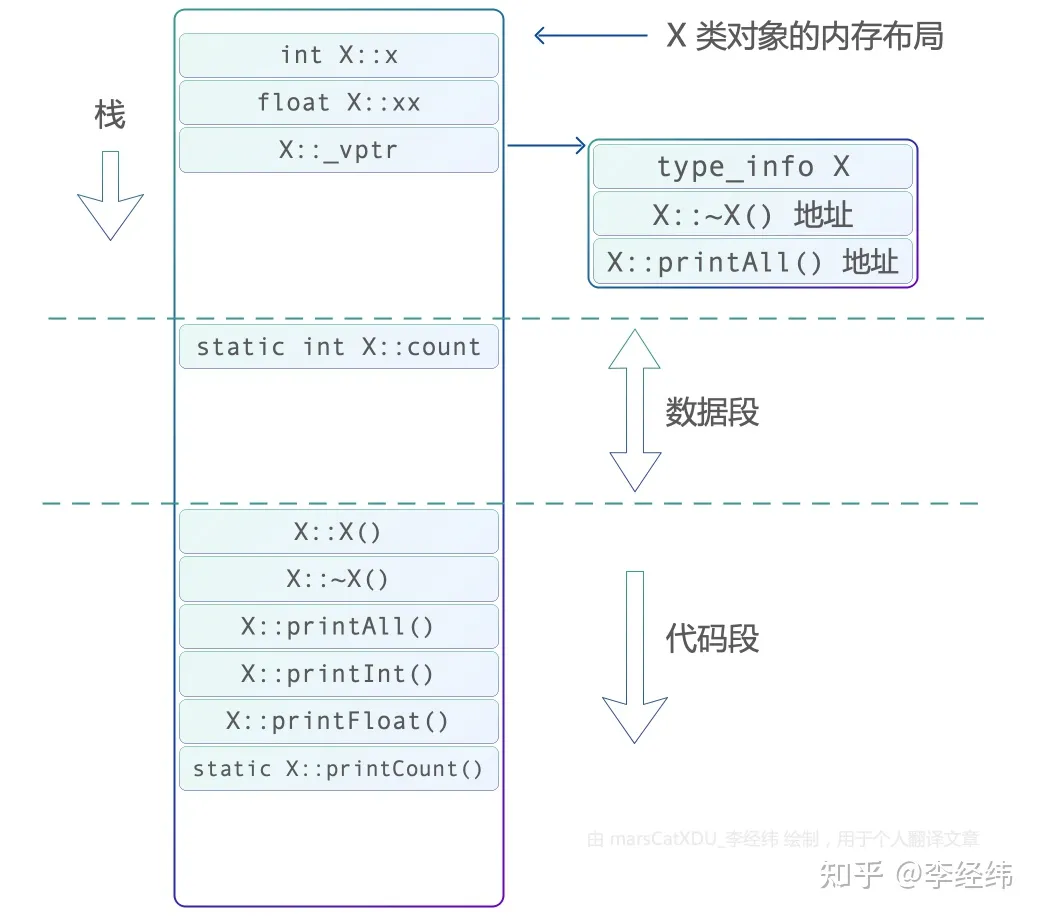 X 类对象的内存布局
int X::x
float X::xx
栈
X::_vptr
type_info X
X::~X() 地址
X::printAll() 地址
static int X::count
数据段
X::X()
X::~X()
X::printAll()
代码段
X::printInt()
X::printFloat()
static X::printCount()
由 marsCatXDU_李经纬 绘制，用于个人翻译文章
知乎 @李经纬